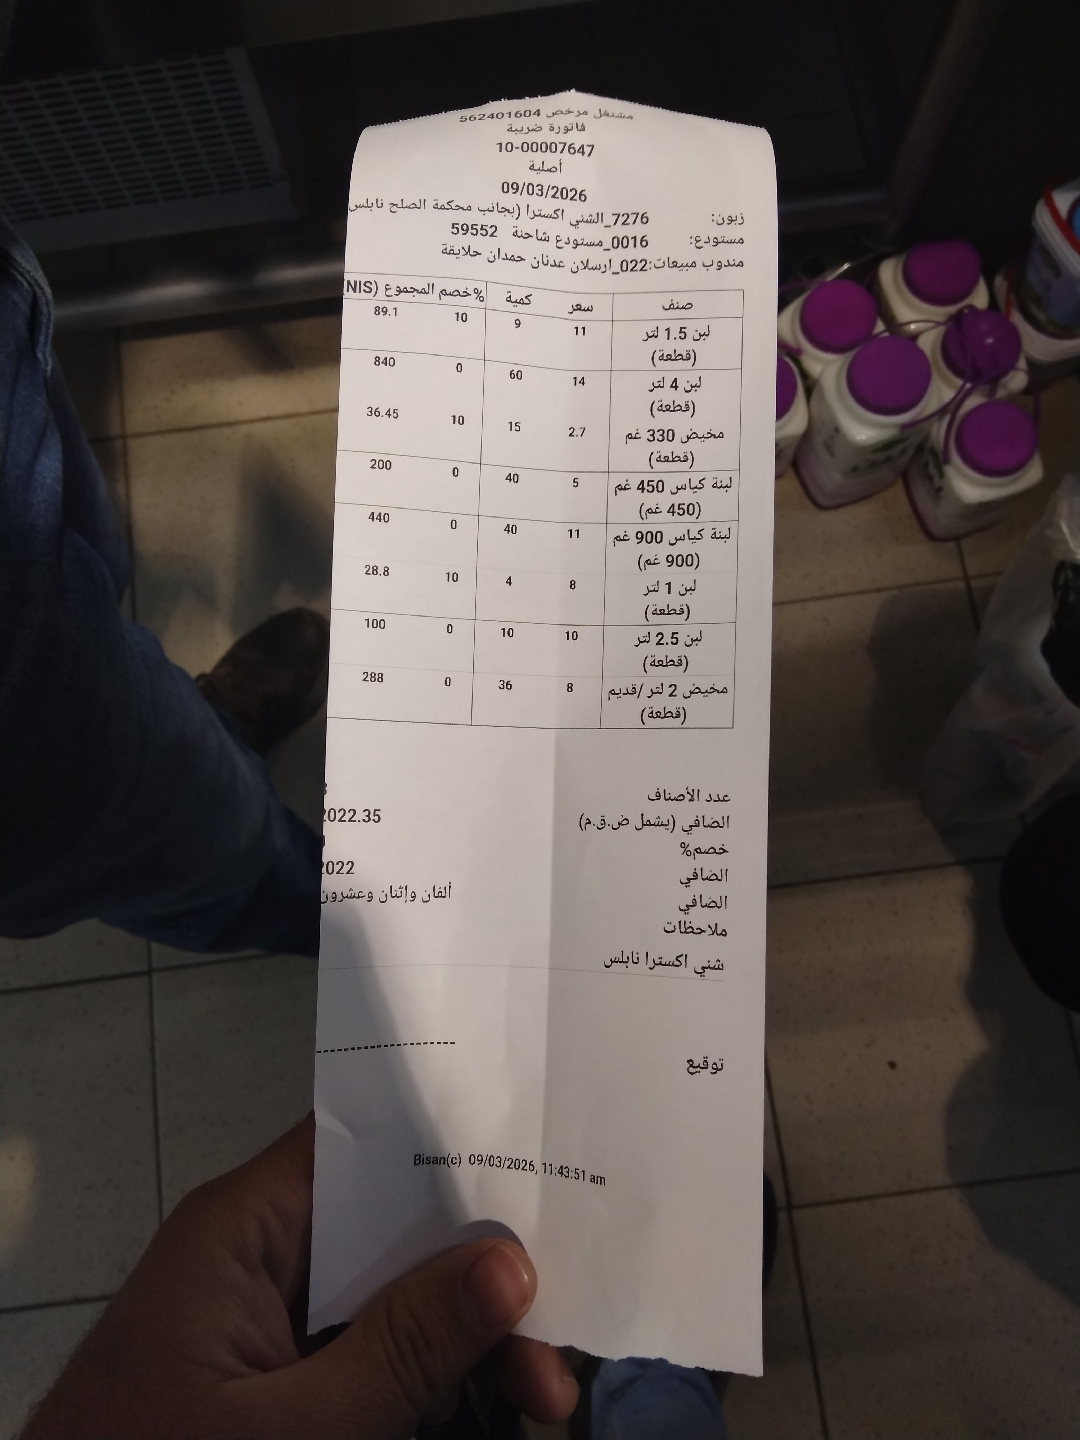 مشتغل مرخص 562401604
فاتورة ضريبة
10-00007647
أصلية
09/03/2026
زبون: 7276_الشني اكسترا (بجانب محكمة الصلح نابلس
مستودع: 0016_مستودع شاحنة 59552
مندوب مبيعات:022_ارسلان عدنان حمدان حلايقة
صنف سعر كمية خصم% المجموع (NIS)
لبن 1.5 لتر 11 9 10 89.1
(قطعة)
لبن 4 لتر 14 60 0 840
(قطعة)
مخيض 330 غم 2.7 15 10 36.45
(قطعة)
لبنة كياس 450 غم 5 40 0 200
(450 غم)
لبنة كياس 900 غم 11 40 0 440
(900 غم)
لبن 1 لتر 8 4 10 28.8
(قطعة)
لبن 2.5 لتر 10 10 0 100
(قطعة)
مخيض 2 لتر /قديم 8 36 0 288
(قطعة)
عدد الأصناف
الصافي (يشمل ض.ق.م) 2022.35
خصم%
الصافي 2022
الصافي ألفان وإثنان وعشرون
ملاحظات
شني اكسترا نابلس
توقيع
Bisan(c) 09/03/2026, 11:43:51 am